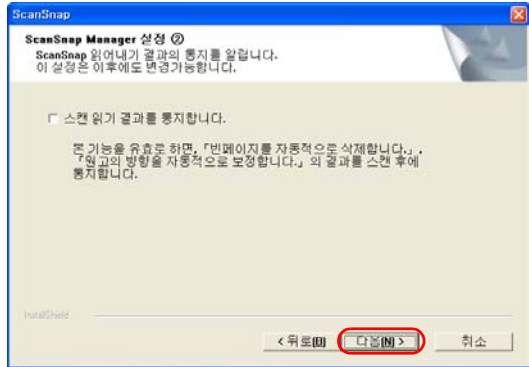 ScanSnap
ScanSnap Manager 설정 ②
ScanSnap 읽어내기 결과의 통지를 알립니다.
이 설정은 이후에도 변경가능합니다.
스캔 읽기 결과를 통지합니다.
본 기능을 유효로 하면,「빈페이지를 자동적으로 삭제합니다.」,
「원고의 방향을 자동적으로 보정합니다.」의 결과를 스캔 후에
통지합니다.
InstallShield
< 뒤로(B)
다음(N) >
취소